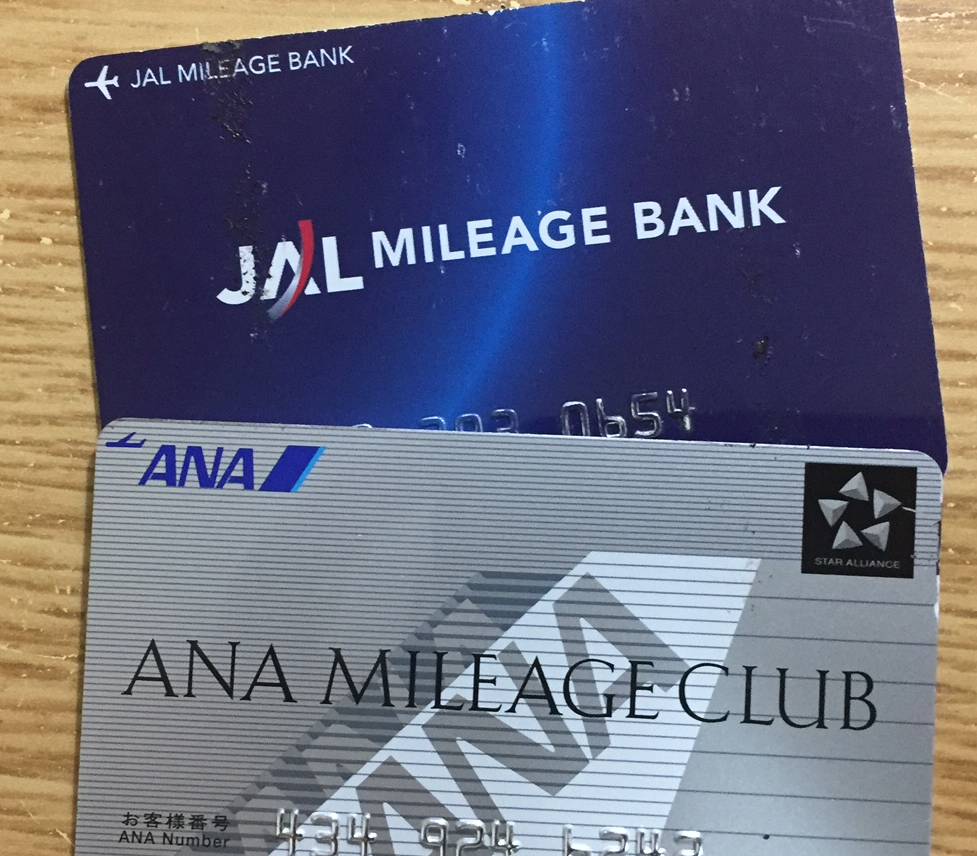 JAL MILEAGE BANK
JAL MILEAGE BANK
0654
ANA
STAR ALLIANCE
ANA
ANA MILEAGE CLUB
お客様番号
ANA Number
434 924